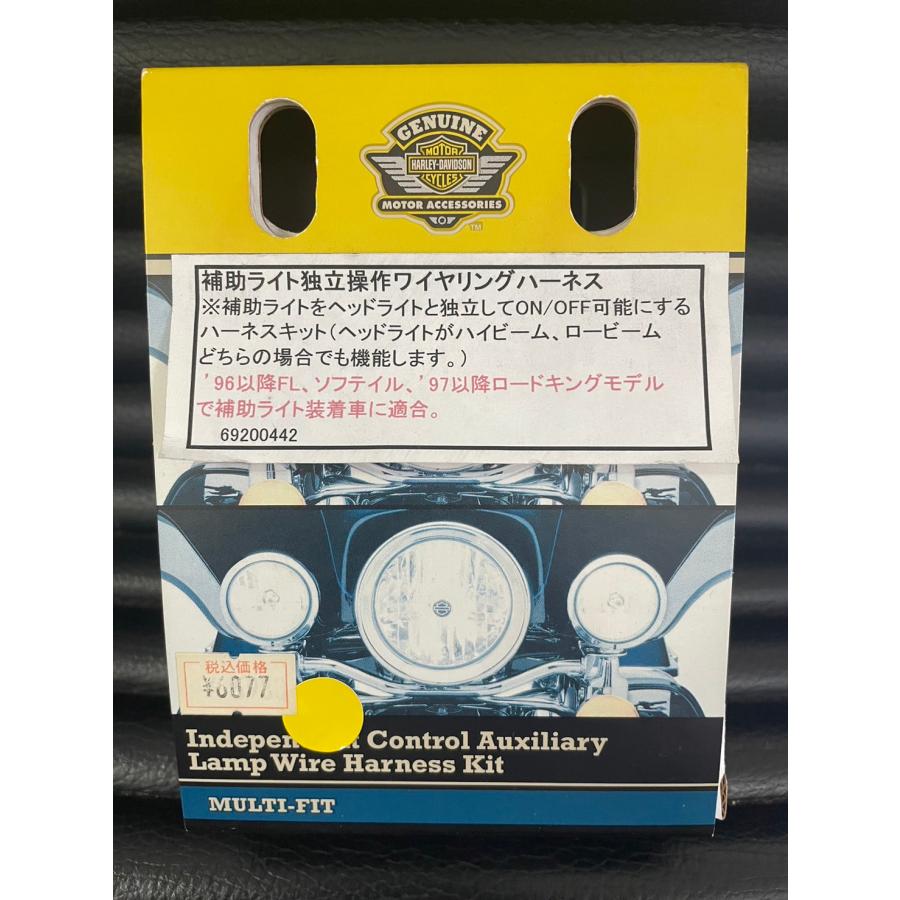 GENUINE
MOTOR
HARLEY-DAVIDSON
CYCLES
MOTOR ACCESSORIES
TM
補助ライト独立操作ワイヤリングハーネス
※補助ライトをヘッドライトと独立してON/OFF可能にする
ハーネスキット(ヘッドライトがハイビーム、ロービーム
どちらの場合でも機能します。)
'96以降FL、ソフテイル、'97以降ロードキングモデル
で補助ライト装着車に適合。
69200442
税込価格
¥6077
Control Auxiliary
Lamp Wire Harness Kit
MULTI-FIT